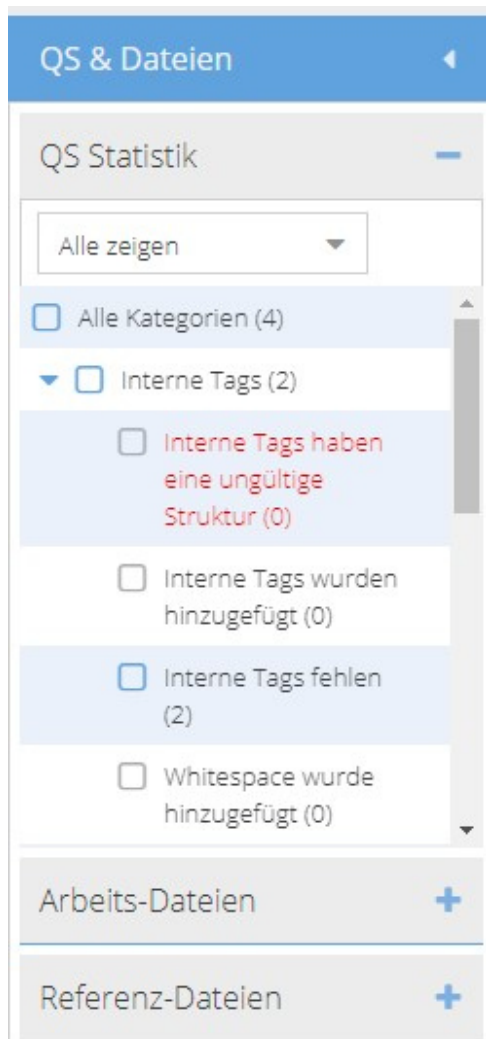 QS & Dateien
QS Statistik
Alle zeigen
Alle Kategorien (4)
Interne Tags (2)
Interne Tags haben
eine ungültige
Struktur (0)
Interne Tags wurden
hinzugefügt (0)
Interne Tags fehlen
(2)
Whitespace wurde
hinzugefügt (0)
Arbeits-Dateien
Referenz-Dateien